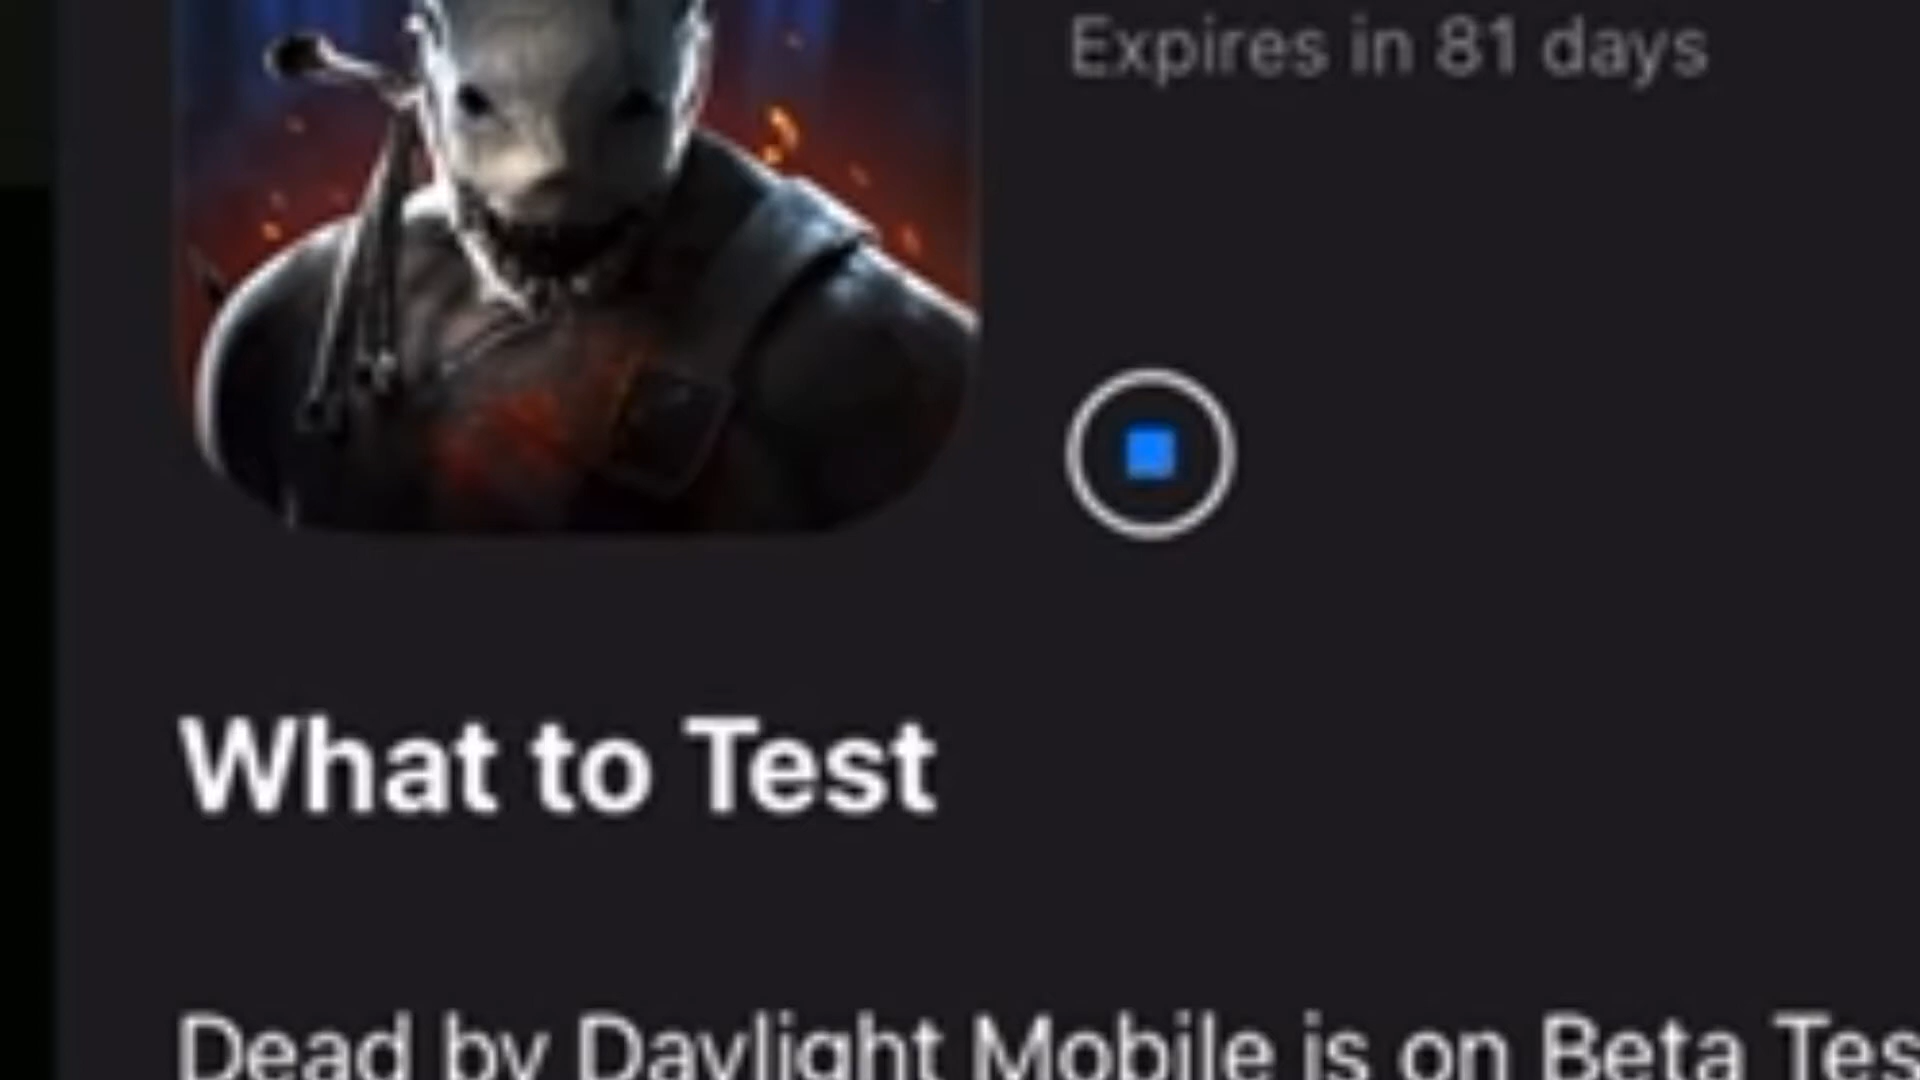 Expires in 81 days
What to Test
Dead by Daylight Mobile is on Beta